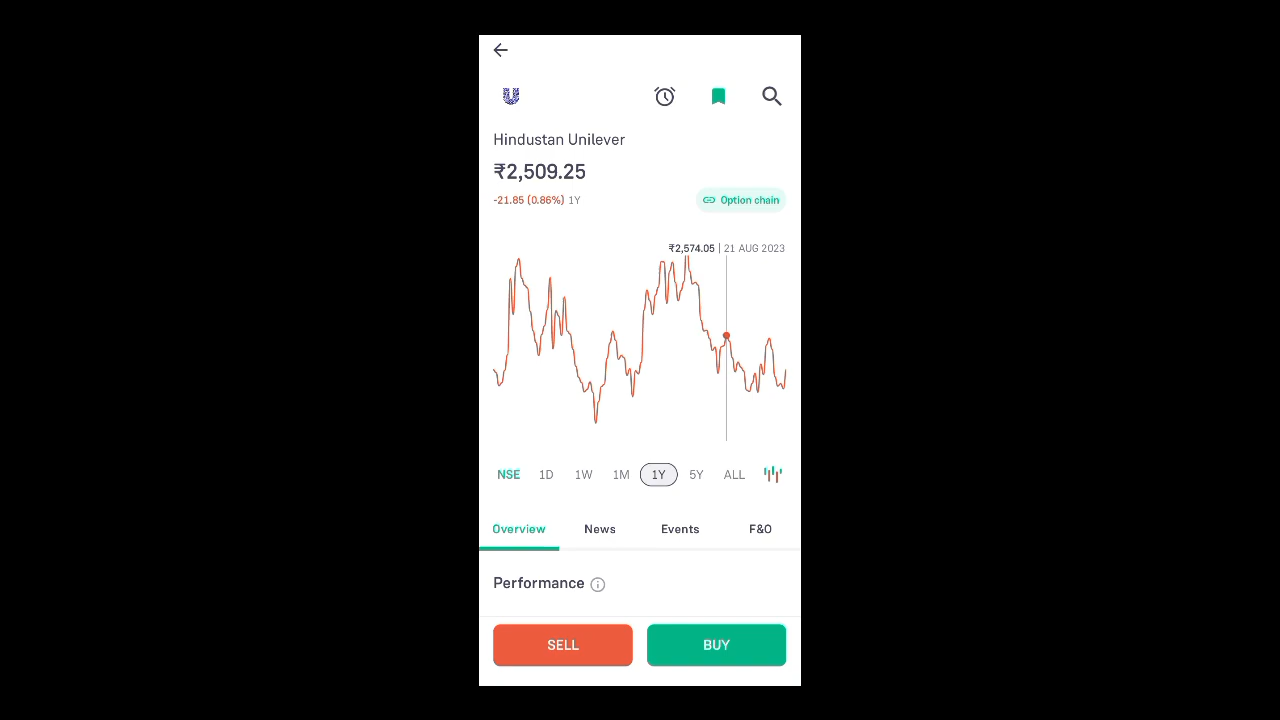 Hindustan Unilever
₹2,509.25
-21.85 (0.86%) 1Y
Option chain
₹2,574.05 | 21 AUG 2023
NSE 1D 1W 1M 1Y 5Y ALL
Overview News Events F&O
Performance
SELL BUY